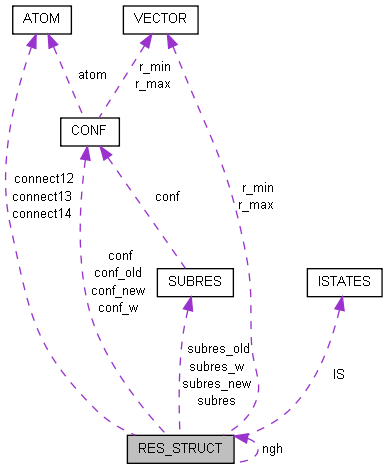 ATOM
VECTOR
atom
r_min
r_max
CONF
connect12
connect13
connect14
conf
r_min
r_max
conf
conf_old
conf_new
conf_w
SUBRES
ISTATES
subres_old
subres_w
subres_new
subres
IS
RES_STRUCT
ngh